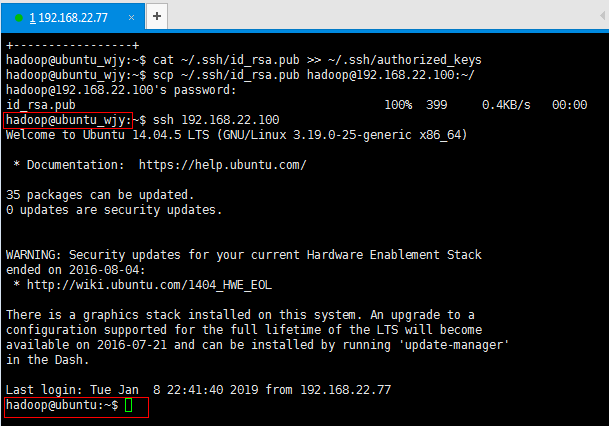 1 192.168.22.77 × +
+-----------------+
hadoop@ubuntu_wjy:~$ cat ~/.ssh/id_rsa.pub >> ~/.ssh/authorized_keys
hadoop@ubuntu_wjy:~$ scp ~/.ssh/id_rsa.pub hadoop@192.168.22.100:~/
hadoop@192.168.22.100's password:
id_rsa.pub 100% 399 0.4KB/s 00:00
hadoop@ubuntu_wjy:~$ ssh 192.168.22.100
Welcome to Ubuntu 14.04.5 LTS (GNU/Linux 3.19.0-25-generic x86_64)
* Documentation: https://help.ubuntu.com/
35 packages can be updated.
0 updates are security updates.
WARNING: Security updates for your current Hardware Enablement Stack
ended on 2016-08-04:
* http://wiki.ubuntu.com/1404_HWE_EOL
There is a graphics stack installed on this system. An upgrade to a
configuration supported for the full lifetime of the LTS will become
available on 2016-07-21 and can be installed by running 'update-manager'
in the Dash.
Last login: Tue Jan  8 22:41:40 2019 from 192.168.22.77
hadoop@ubuntu:~$